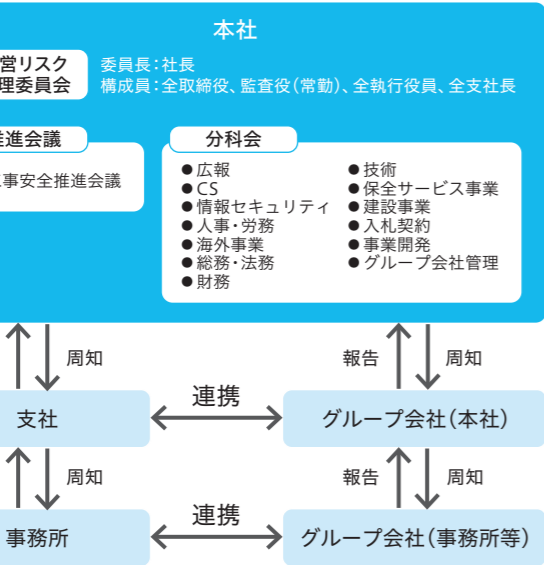 本社
営リスク
理委員会
委員長：社長
構成員：全取締役、監査役（常勤）、全執行役員、全支社長
進会議
事安全推進会議
分科会
●広報
●CS
●情報セキュリティ
●人事・労務
●海外事業
●総務・法務
●財務
●技術
●保全サービス事業
●建設事業
●入札契約
●事業開発
●グループ会社管理
周知
報告
周知
支社
連携
グループ会社（本社）
周知
報告
周知
事務所
連携
グループ会社（事務所等）